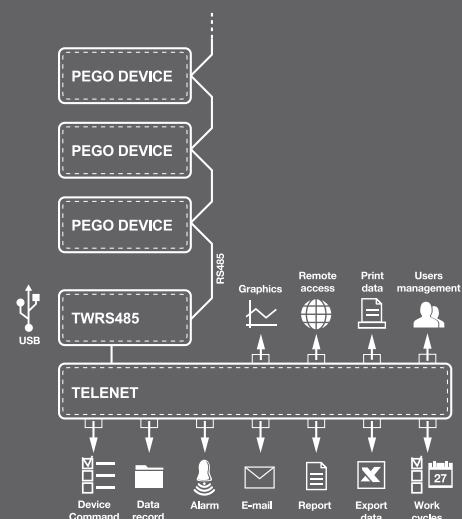 PEGO DEVICE
PEGO DEVICE
PEGO DEVICE
RS485
TWRS485
USB
Graphics
Remote
access
Print
data
Users
management
TELENET
Device
Command
Data
record
Alarm
E-mail
Report
X
Export
data
27
Work
cycles